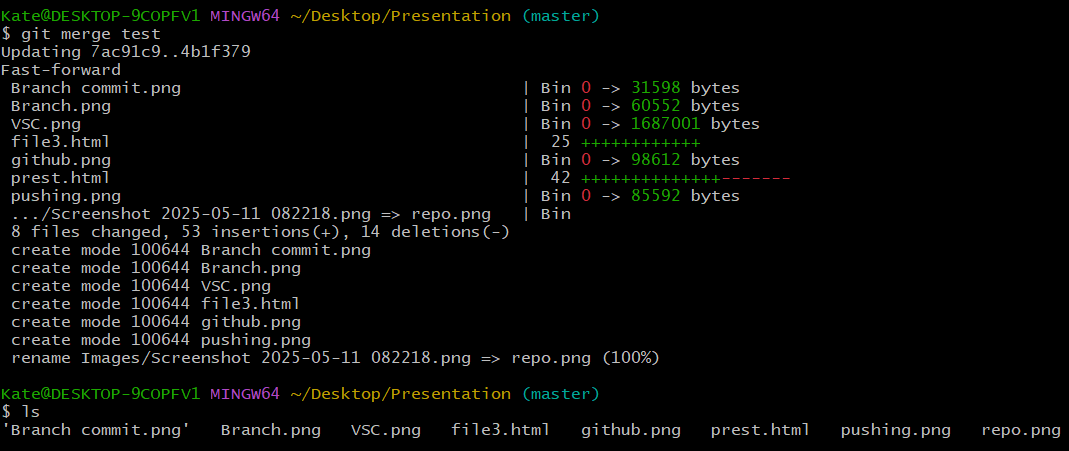 Kate@DESKTOP-9COPFV1 MINGW64 ~/Desktop/Presentation (master)
$ git merge test
Updating 7ac91c9..4b1f379
Fast-forward
 Branch commit.png                                  | Bin 0 -> 31598 bytes
 Branch.png                                         | Bin 0 -> 60552 bytes
 VSC.png                                            | Bin 0 -> 1687001 bytes
 file3.html                                         |  25 ++++++++++++
 github.png                                         | Bin 0 -> 98612 bytes
 prest.html                                         |  42 ++++++++++++++-------
 pushing.png                                        | Bin 0 -> 85592 bytes
 .../Screenshot 2025-05-11 082218.png => repo.png   | Bin
 8 files changed, 53 insertions(+), 14 deletions(-)
 create mode 100644 Branch commit.png
 create mode 100644 Branch.png
 create mode 100644 VSC.png
 create mode 100644 file3.html
 create mode 100644 github.png
 create mode 100644 pushing.png
 rename Images/Screenshot 2025-05-11 082218.png => repo.png (100%)
Kate@DESKTOP-9COPFV1 MINGW64 ~/Desktop/Presentation (master)
$ ls
'Branch commit.png'   Branch.png   VSC.png   file3.html   github.png   prest.html   pushing.png   repo.png